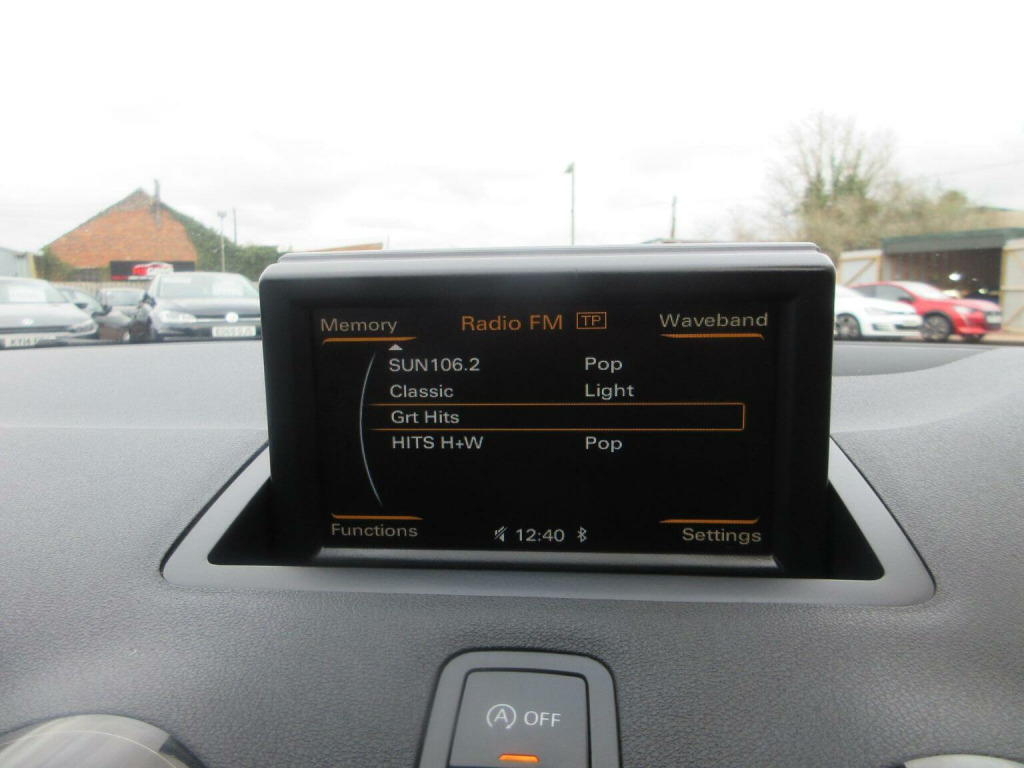 Memory Radio FM TP Waveband
SUN106.2 Pop
Classic Light
Grt Hits
HITS H+W Pop
Functions 12:40 Settings
A OFF